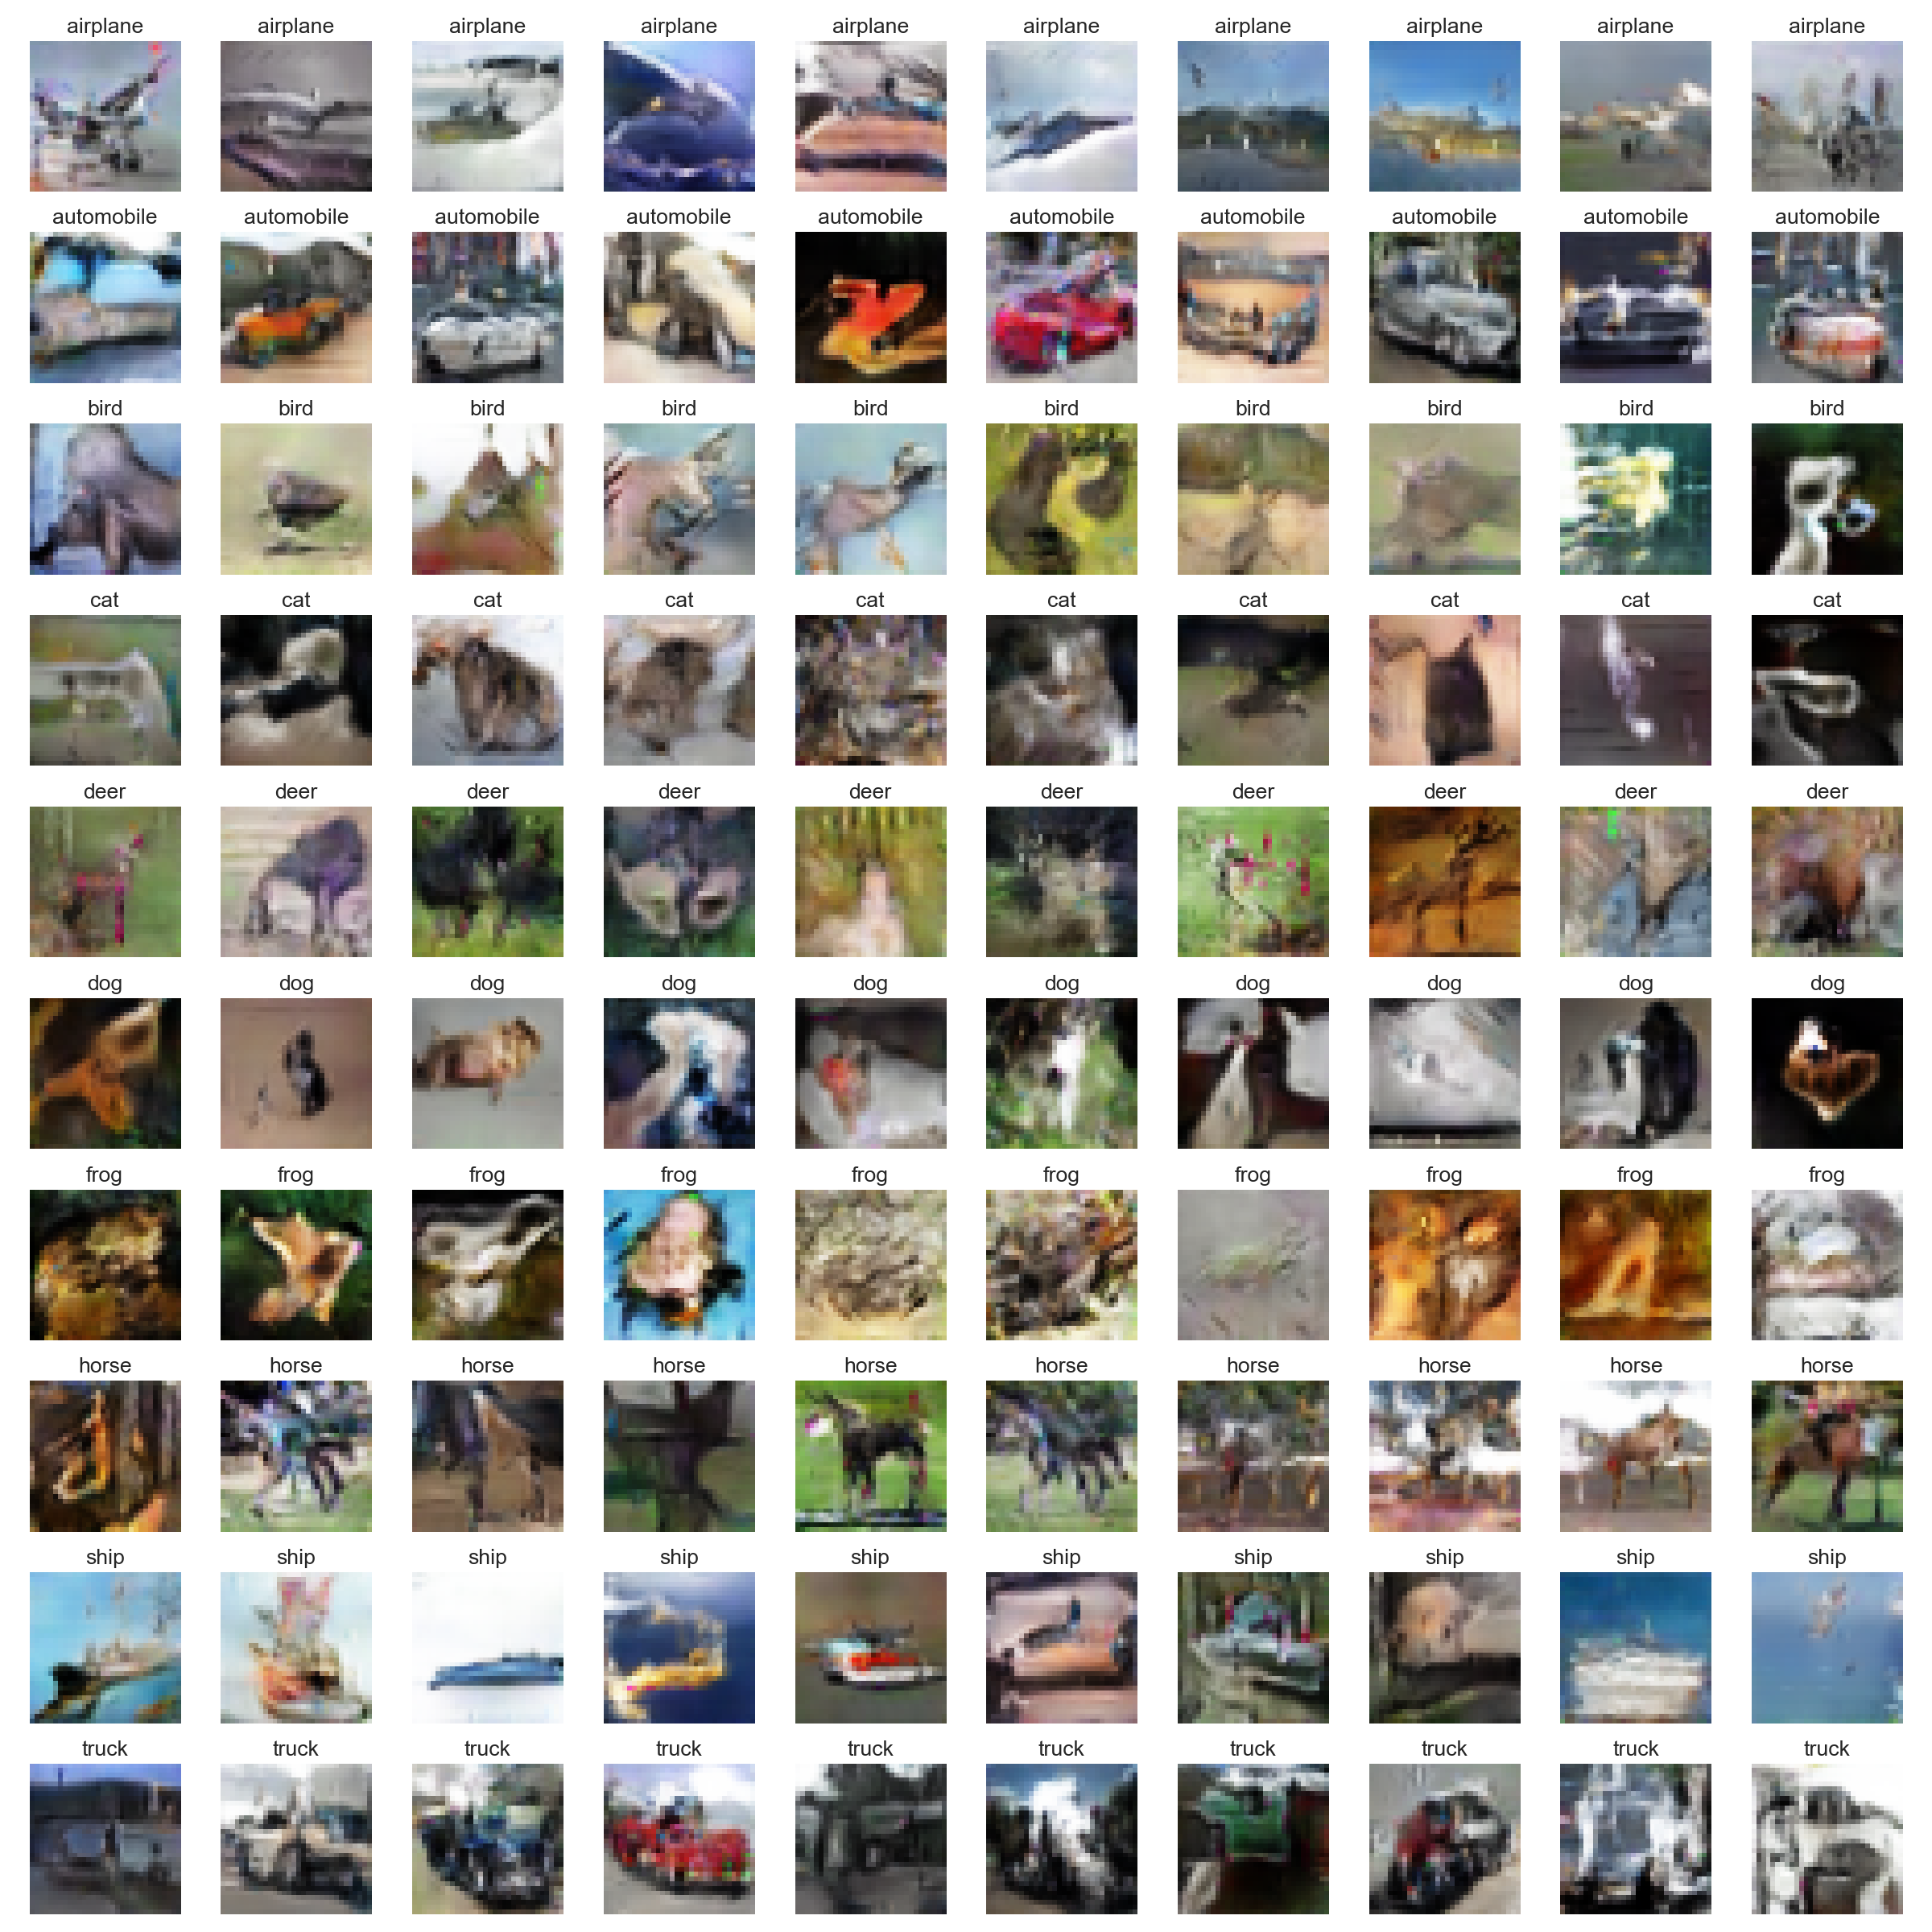 airplane airplane airplane airplane airplane airplane airplane airplane airplane airplane
automobile automobile automobile automobile automobile automobile automobile automobile automobile automobile
bird bird bird bird bird bird bird bird bird bird
cat cat cat cat cat cat cat cat cat cat
deer deer deer deer deer deer deer deer deer deer
dog dog dog dog dog dog dog dog dog dog
frog frog frog frog frog frog frog frog frog frog
horse horse horse horse horse horse horse horse horse horse
ship ship ship ship ship ship ship ship ship ship
truck truck truck truck truck truck truck truck truck truck